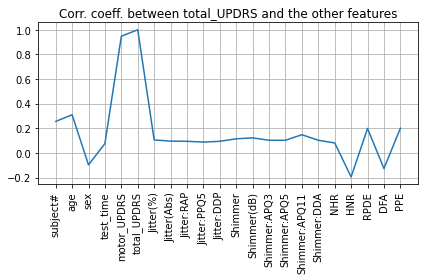 Corr. coeff. between total_UPDRS and the other features
1.0
0.8
0.6
0.4
0.2
0.0
−0.2
subject#
age
sex
test_time
motor_UPDRS
total_UPDRS
Jitter(%)
Jitter(Abs)
Jitter:RAP
Jitter:PPQ5
Jitter:DDP
Shimmer
Shimmer(dB)
Shimmer:APQ3
Shimmer:APQ5
Shimmer:APQ11
Shimmer:DDA
NHR
HNR
RPDE
DFA
PPE